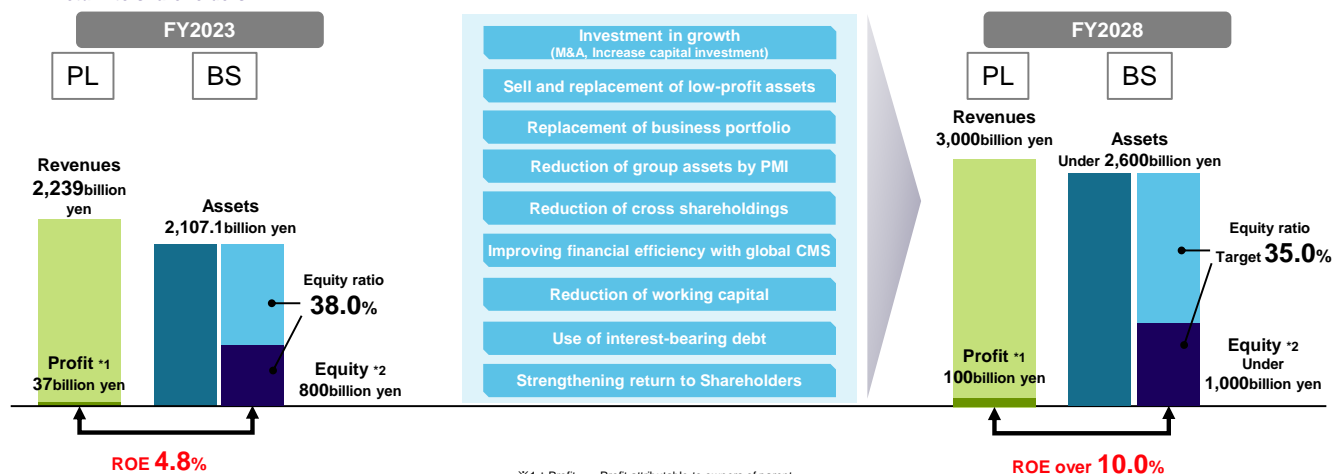 FY2023
PL
BS
Revenues
2,239billion
yen
Assets
2,107.1billion yen
Equity ratio
38.0%
Profit *1
37billion yen
Equity *2
800billion yen
ROE 4.8%
Investment in growth
(M&A, Increase capital investment)
Sell and replacement of low-profit assets
Replacement of business portfolio
Reduction of group assets by PMI
Reduction of cross shareholdings
Improving financial efficiency with global CMS
Reduction of working capital
Use of interest-bearing debt
Strengthening return to Shareholders
FY2028
PL
BS
Revenues
3,000billion yen
Assets
Under 2,600billion yen
Equity ratio
Target 35.0%
Profit *1
100billion yen
Equity *2
Under
1,000billion yen
ROE over 10.0%